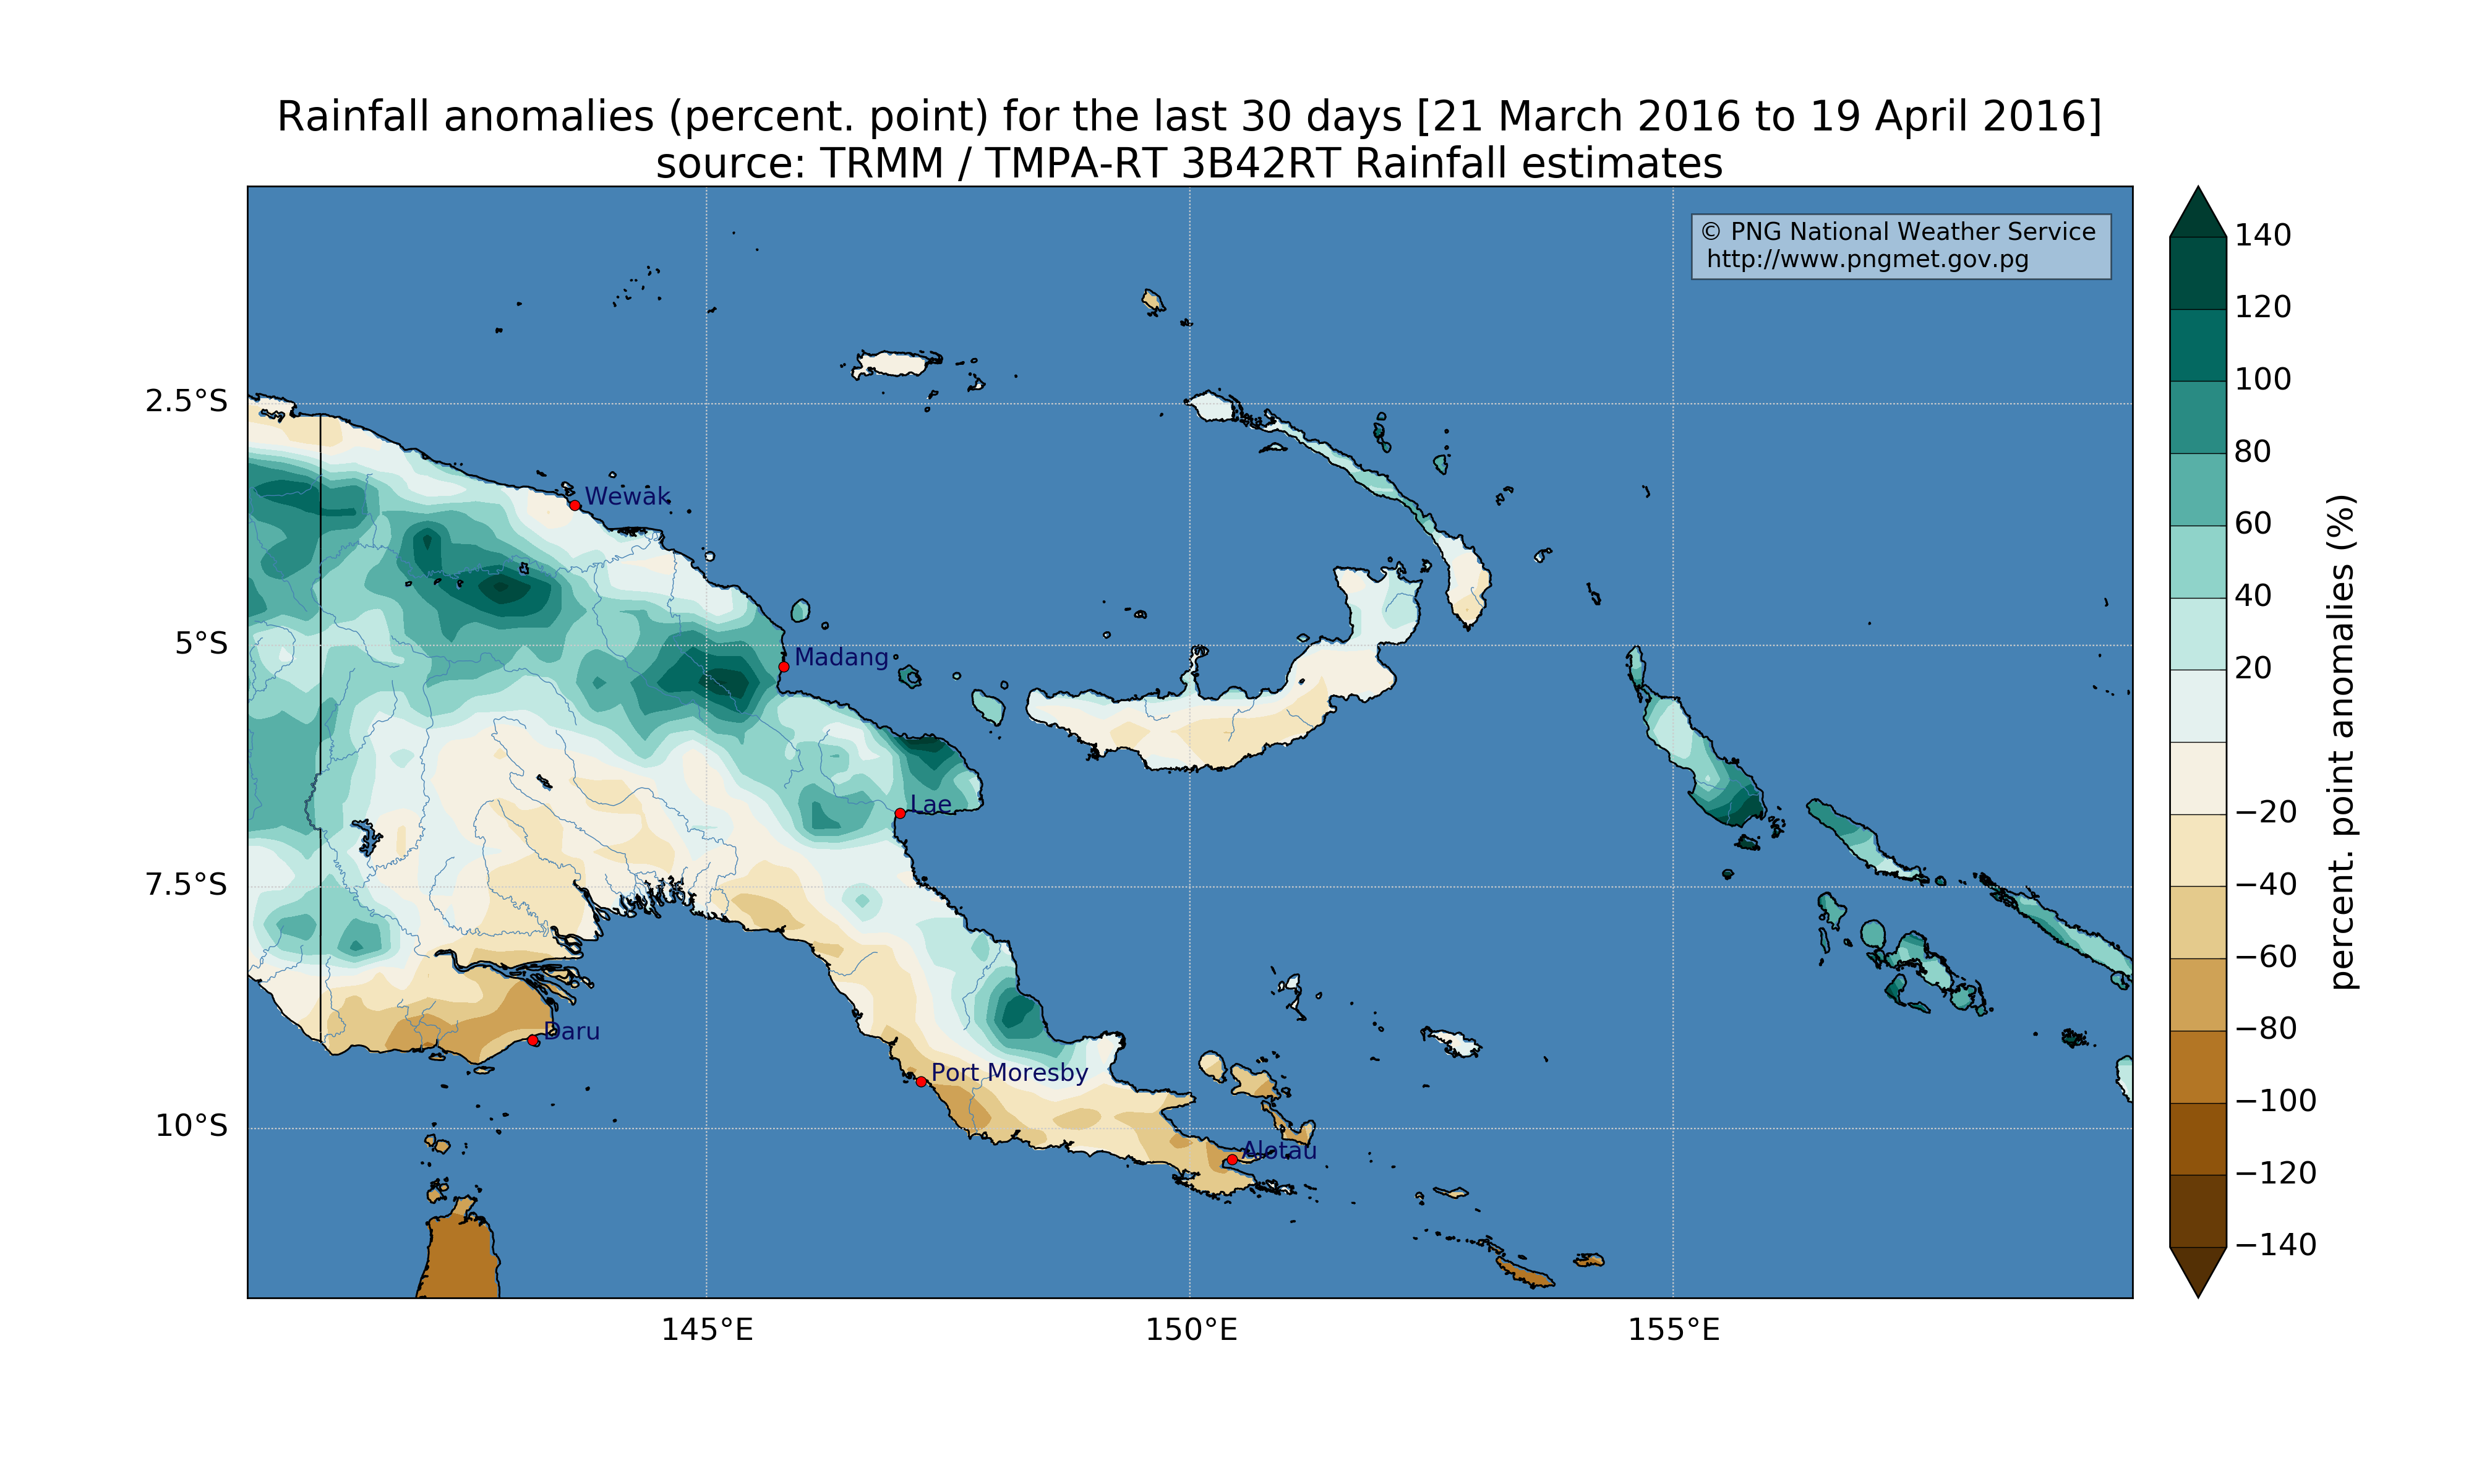 Rainfall anomalies (percent. point) for the last 30 days [21 March 2016 to 19 April 2016]
source: TRMM / TMPA-RT 3B42RT Rainfall estimates
© PNG National Weather Service
http://www.pngmet.gov.pg
2.5°S
5°S
7.5°S
10°S
Wewak
Madang
Lae
Daru
Port Moresby
Alotau
145°E
150°E
155°E
140
120
100
80
60
40
20
−20
−40
−60
−80
−100
−120
−140
percent. point anomalies (%)